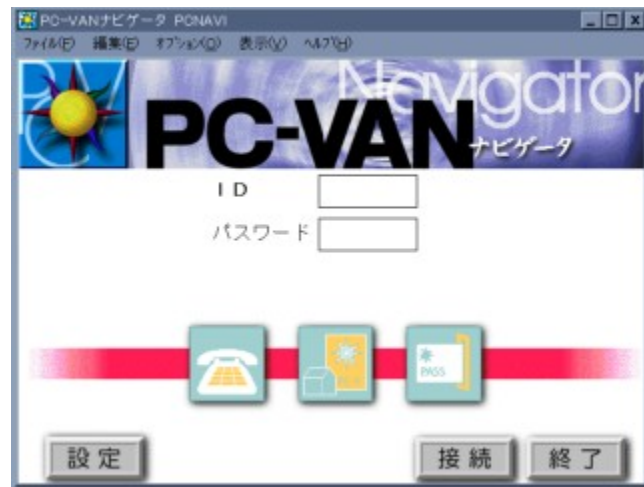 PC-VANナビゲータ PCNAVI
ファイル(F) 編集(E) オプション(O) 表示(V) ヘルプ(H)
PV
C
Navigator
PC-VAN
ナビゲータ
ID
パスワード
PASS
設定
接続
終了